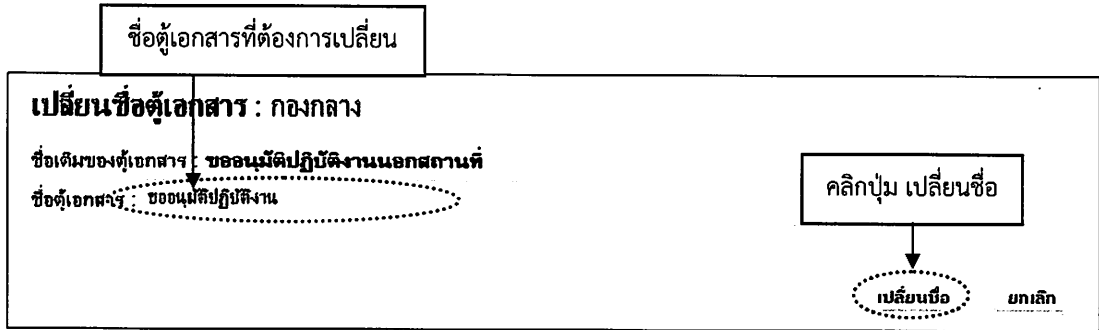 ชื่อตู้เอกสารที่ต้องการเปลี่ยน
เปลี่ยนชื่อตู้เอกสาร : กองกลาง
ชื่อเดิมของตู้เอกสาร : ขออนุมัติปฏิบัติงานนอกสถานที่
ชื่อตู้เอกสาร : ขออนุมัติปฏิบัติงาน
คลิกปุ่ม เปลี่ยนชื่อ
เปลี่ยนชื่อ ยกเลิก